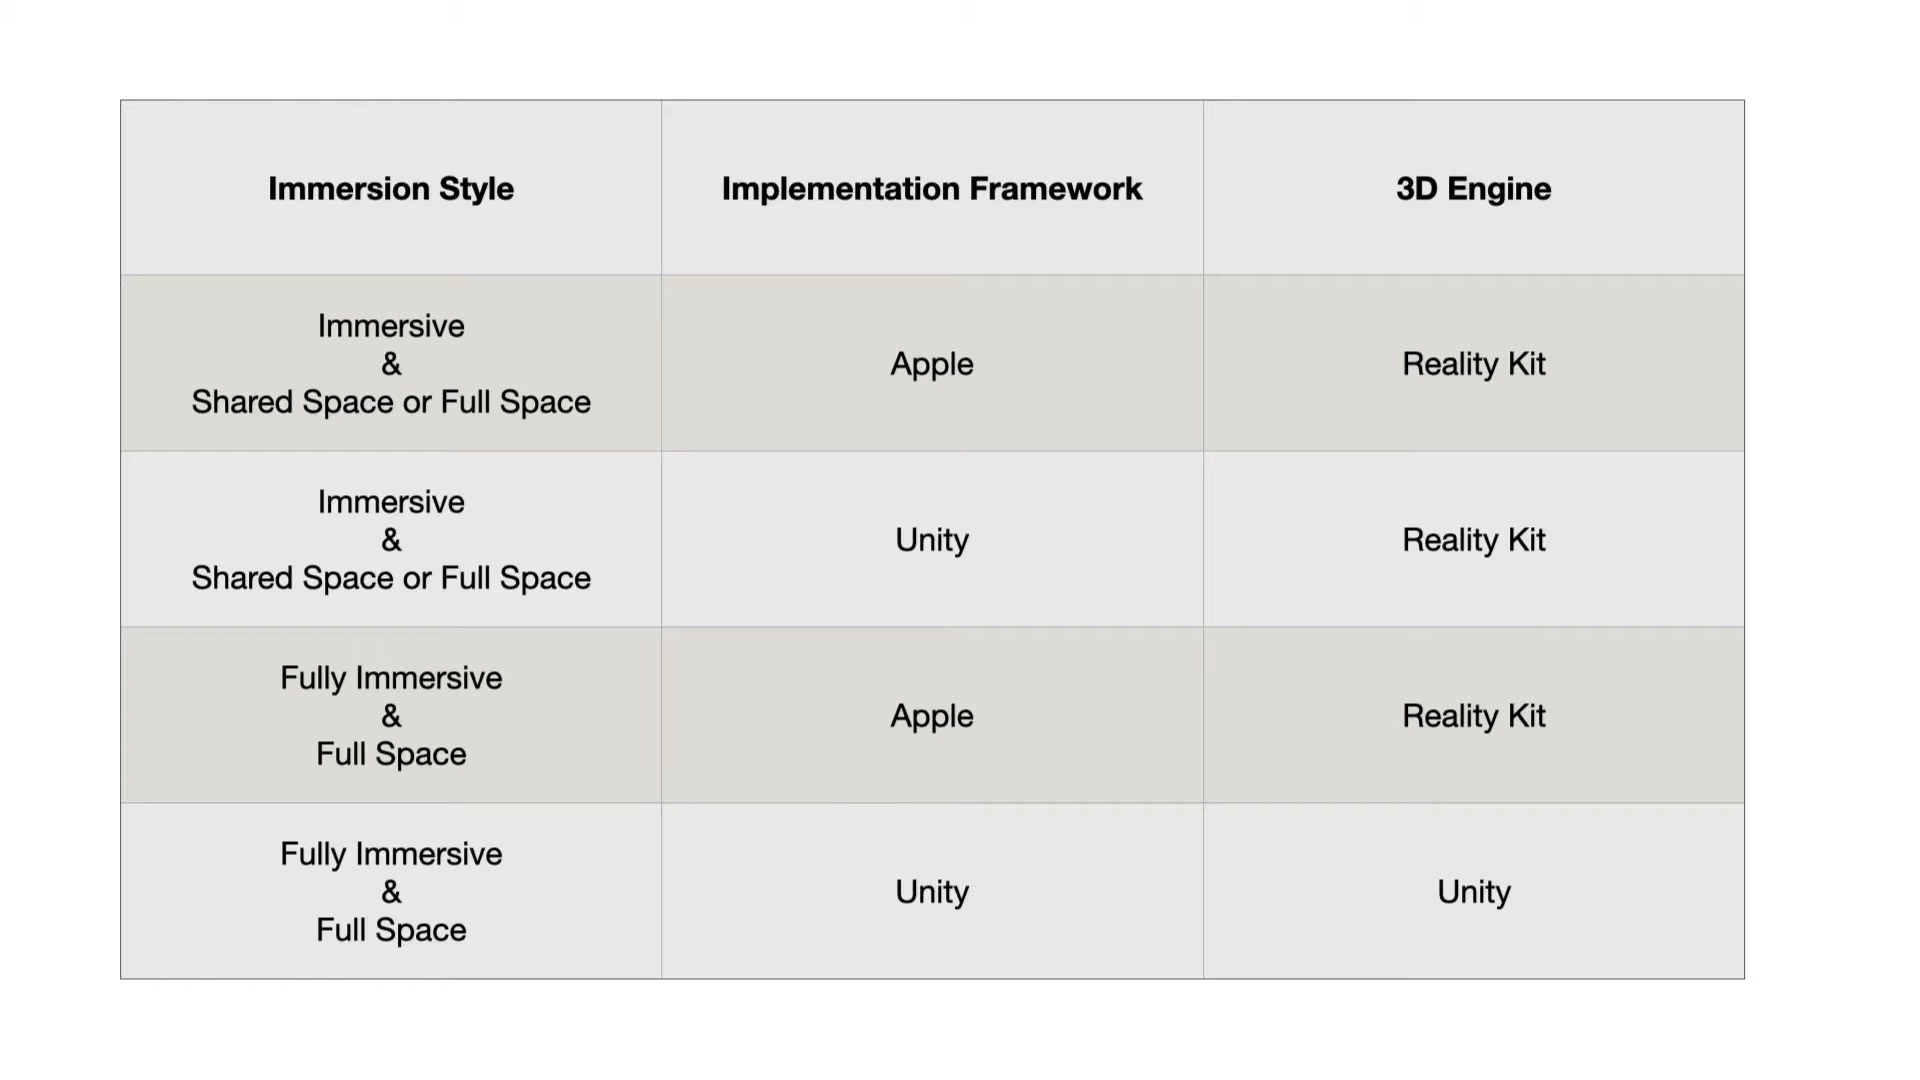 Immersion Style
Implementation Framework
3D Engine
Immersive
&
Shared Space or Full Space
Apple
Reality Kit
Immersive
&
Shared Space or Full Space
Unity
Reality Kit
Fully Immersive
&
Full Space
Apple
Reality Kit
Fully Immersive
&
Full Space
Unity
Unity